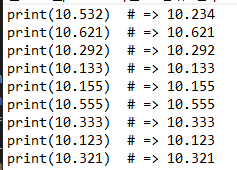 print(10.532)  # => 10.234
print(10.621)  # => 10.621
print(10.292)  # => 10.292
print(10.133)  # => 10.133
print(10.155)  # => 10.155
print(10.555)  # => 10.555
print(10.333)  # => 10.333
print(10.123)  # => 10.123
print(10.321)  # => 10.321